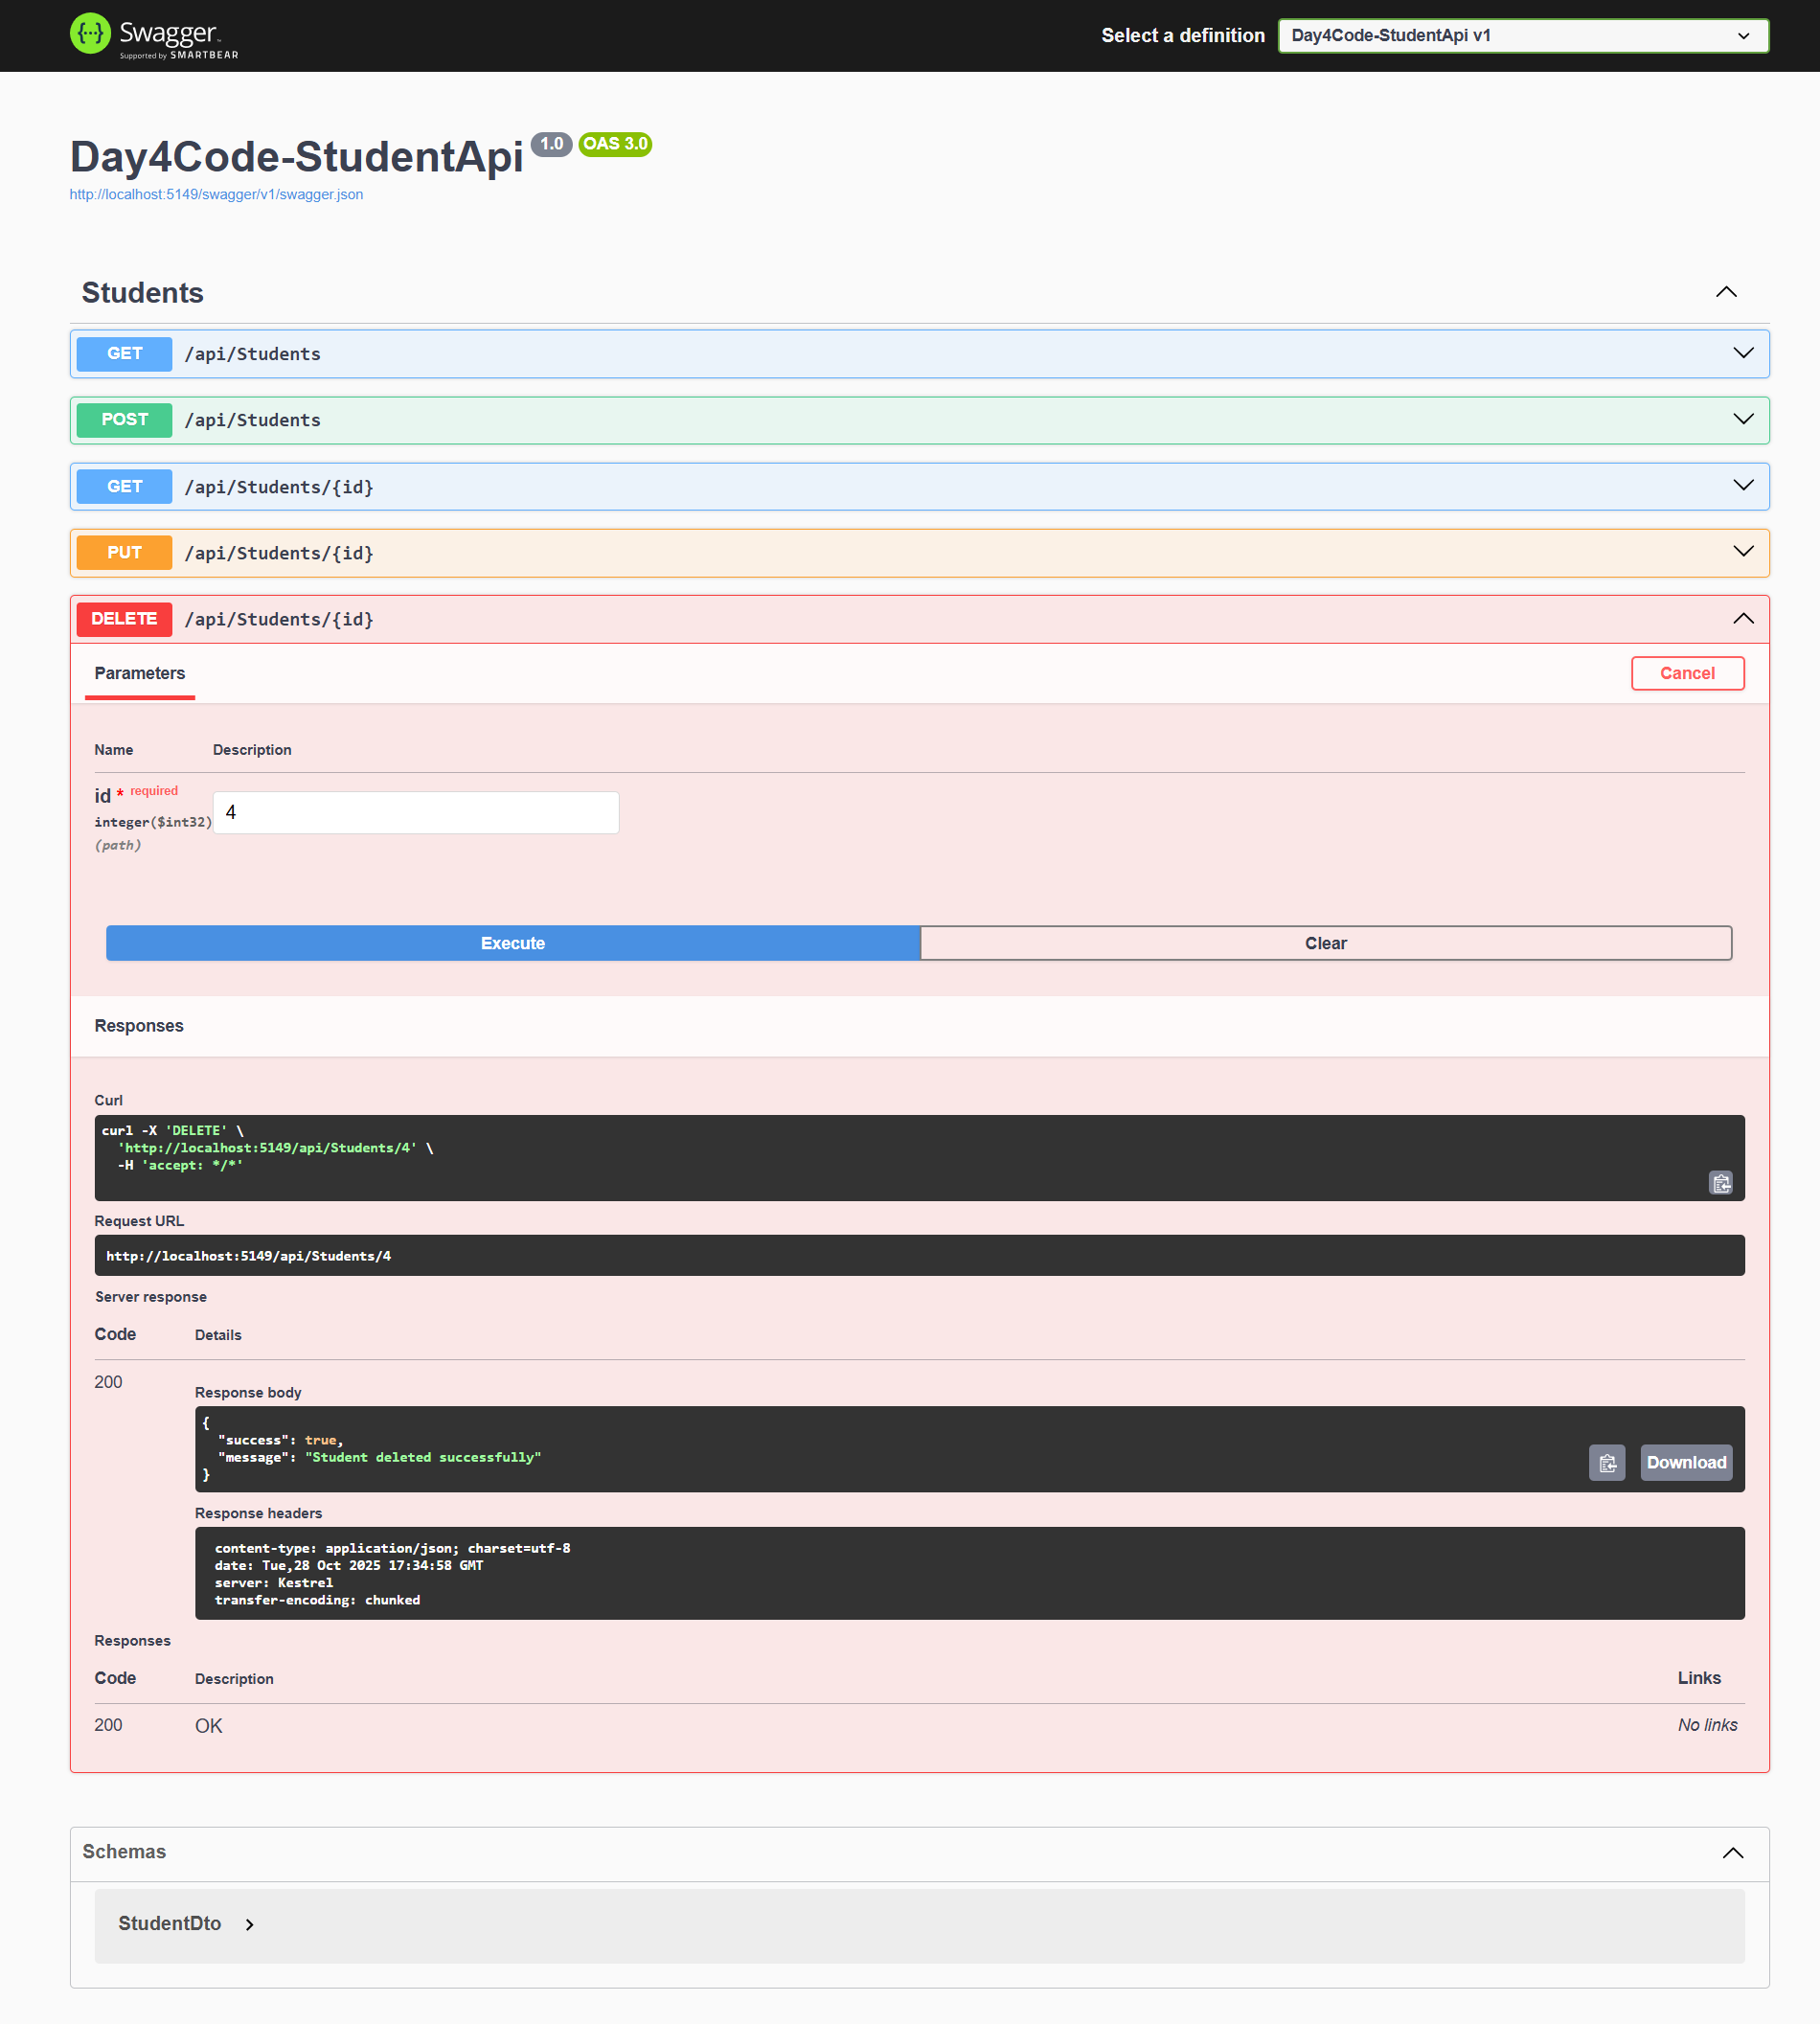 Swagger
Supported by SMARTBEAR
Select a definition
Day4Code-StudentApi v1
Day4Code-StudentApi 1.0 OAS 3.0
http://localhost:5149/swagger/v1/swagger.json
Students
GET /api/Students
POST /api/Students
GET /api/Students/{id}
PUT /api/Students/{id}
DELETE /api/Students/{id}
Parameters
Cancel
Name Description
id * required
integer($int32)
(path)
4
Execute Clear
Responses
Curl
curl -X 'DELETE' \
'http://localhost:5149/api/Students/4' \
-H 'accept: */*'
Request URL
http://localhost:5149/api/Students/4
Server response
Code Details
200
Response body
{
"success": true,
"message": "Student deleted successfully"
}
Download
Response headers
content-type: application/json; charset=utf-8
date: Tue,28 Oct 2025 17:34:58 GMT
server: Kestrel
transfer-encoding: chunked
Responses
Code Description Links
200 OK No links
Schemas
StudentDto